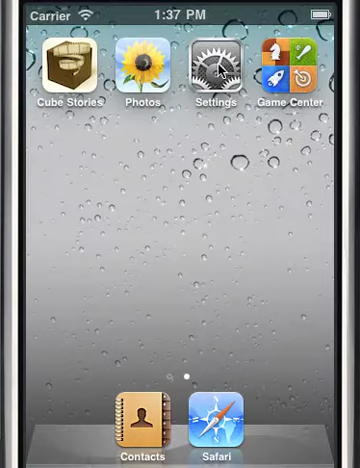 Carrier 1:37 PM
Cube Stories Photos Settings Game Center
Contacts Safari